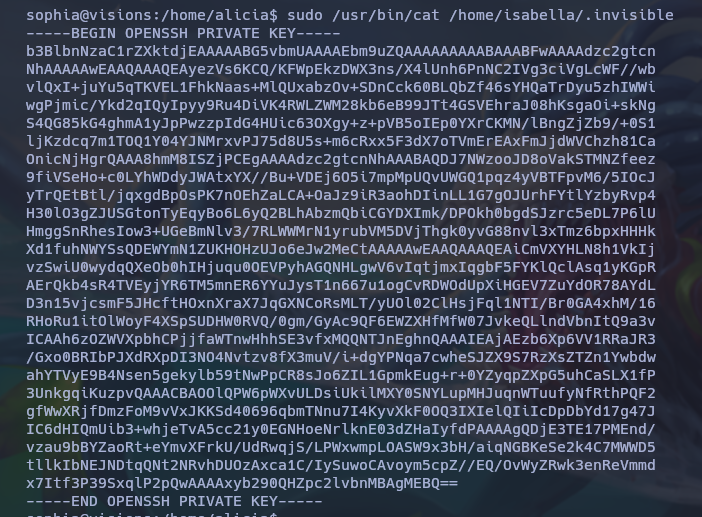 sophia@visions:/home/alicia$ sudo /usr/bin/cat /home/isabella/.invisible
-----BEGIN OPENSSH PRIVATE KEY-----
b3BlbnNzaC1rZXktdjEAAAAABG5vbmUAAAAEbm9uZQAAAAAAAAABAAABFwAAAAdzc2gtcn
NhAAAAAwEAAQAAAQEAyezVs6KCQ/KFWpEkzDWX3ns/X4lUnh6PnNC2IVg3ciVgLcWF//wb
vlQxI+juYu5qTKVEL1FhkNaas+MlQUxabzOv+SDnCck60BLQbZf46sYHQaTrDyu5zhIWWi
wgPjmic/Ykd2qIQyIpyy9Ru4DiVK4RWLZWM28kb6eB99JTt4GSVEhraJ08hKsgaOi+skNg
S4QG85kG4ghmA1yJpPwzzpIdG4HUic63OXgy+z+pVB5oIEp0YXrCKMN/lBngZjZb9/+0S1
ljKzdcq7m1TOQ1Y04YJNMrxvPJ75d8U5s+m6cRxx5F3dX7oTVmErEAxFmJjdWVChzh81Ca
OnicNjHgrQAAA8hmM8ISZjPCEgAAAAdzc2gtcnNhAAABAQDJ7NWzooJD8oVakSTMNZfeez
9fiVSeHo+c0LYhWDdyJWAtxYX//Bu+VDEj6O5i7mpMpUQvUWGQ1pqz4yVBTFpvM6/5IOcJ
yTrQEtBtl/jqxgdBpOsPK7nOEhZaLCA+OaJz9iR3aohDIinLL1G7gOJUrhFYtlYzbyRvp4
H30lO3gZJUSGtonTyEqyBo6L6yQ2BLhAbzmQbiCGYDXImk/DPOkh0bgdSJzrc5eDL7P6lU
HmggSnRhesIow3+UGeBmNlv3/7RLWWMrN1yrubVM5DVjThgk0yvG88nvl3xTmz6bpxHHHk
Xd1fuhNWYSsQDEWYmN1ZUKHOHzUJo6eJw2MeCtAAAAAwEAAQAAAQEAiCmVXYHLN8h1VkIj
vzSwiU0wydqQXeOb0hIHjuqu0OEVPyhAGQNHLgwV6vIqtjmxIqgbF5FYKlQclAsq1yKGpR
AErQkb4sR4TVEyjYR6TM5mnER6YYuJysT1n667u1ogCvRDWOdUpXiHGEV7ZuYdOR78AYdL
D3n15vjcsmF5JHcftHOxnXraX7JqGXNCoRsMLT/yUOl02ClHsjFql1NTI/Br0GA4xhM/16
RHoRu1itOlWoyF4XSpSUDHW0RVQ/0gm/GyAc9QF6EWZXHfMfW07JvkeQLlndVbnItQ9a3v
ICAAh6zOZWVXpbhCPjjfaWTnwHhhSE3vfxMQQNTJnEghnQAAAIEAjAEzb6Xp6VV1RRaJR3
/Gxo0BRIbPJXdRXpDI3NO4Nvtzv8fX3muV/i+dgYPNqa7cwheSJZX9S7RzXsZTZn1Ywbdw
ahYTVyE9B4Nsen5gekylb59tNwPpCR8sJo6ZIL1GpmkEug+r+0YZyqpZXpG5uhCaSLX1fP
3UnkgqiKuzpvQAAACBAOOlQPW6pWXvULDsiUkilMXY0SNYLupMHJuqnWTuufyNfRthPQF2
gfWwXRjfDmzFoM9vVxJKKSd40696qbmTNnu7I4KyvXkF0OQ3IXIelQIiIcDpDbYd17g47J
IC6dHIQmUib3+whjeTvA5cc21y0EGNHoeNrlknE03dZHaIyfdPAAAAgQDjE3TE17PMEnd/
vzau9bBYZaoRt+eYmvXFrkU/UdRwqjS/LPWxwmpLOASW9x3bH/aiqNGBKeSe2k4C7MWWD5
tllkIbNEJNDtqQNt2NRvhDUOzAxca1C/IySuwoCAvoym5cpZ//EQ/OvWyZRwk3enReVmmd
x7Itf3P39SxqlP2pQwAAAAxyb290QHZpc2lvbnMBAgMEBQ==
-----END OPENSSH PRIVATE KEY-----